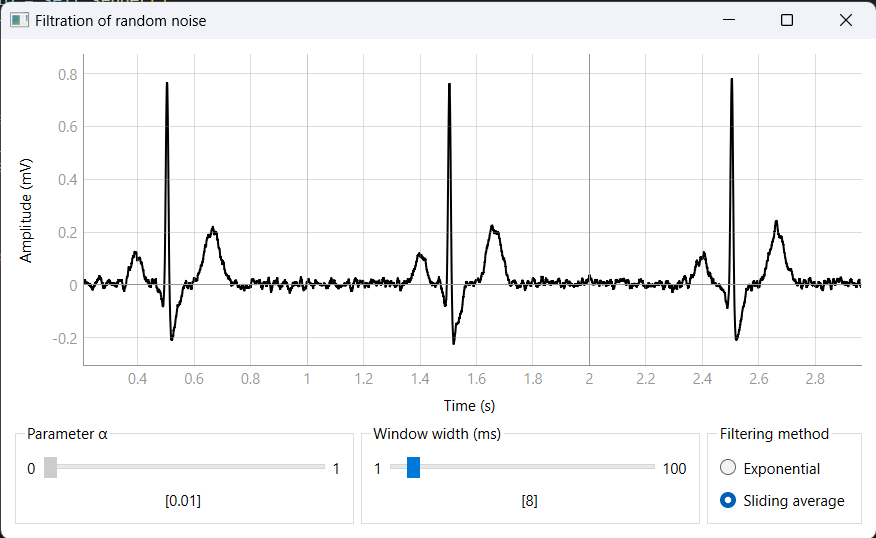 Filtration of random noise
Amplitude (mV)
0.8
0.6
0.4
0.2
0
-0.2
0.4 0.6 0.8 1 1.2 1.4 1.6 1.8 2 2.2 2.4 2.6 2.8
Time (s)
Parameter α
0 1
[0.01]
Window width (ms)
1 100
[8]
Filtering method
Exponential
Sliding average